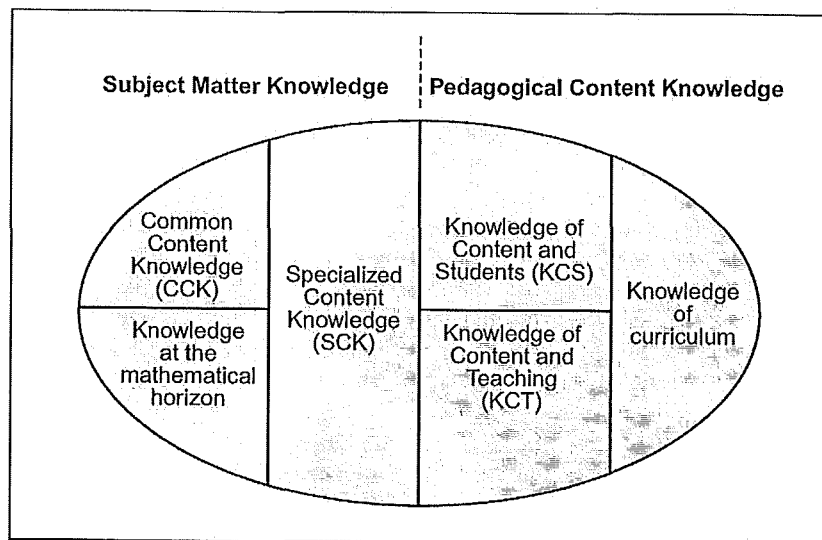 Subject Matter Knowledge
Pedagogical Content Knowledge
Common
Content
Knowledge
(CCK)
Knowledge
at the
mathematical
horizon
Specialized
Content
Knowledge
(SCK)
Knowledge of
Content and
Students (KCS)
Knowledge of
Content and
Teaching
(KCT)
Knowledge
of
curriculum